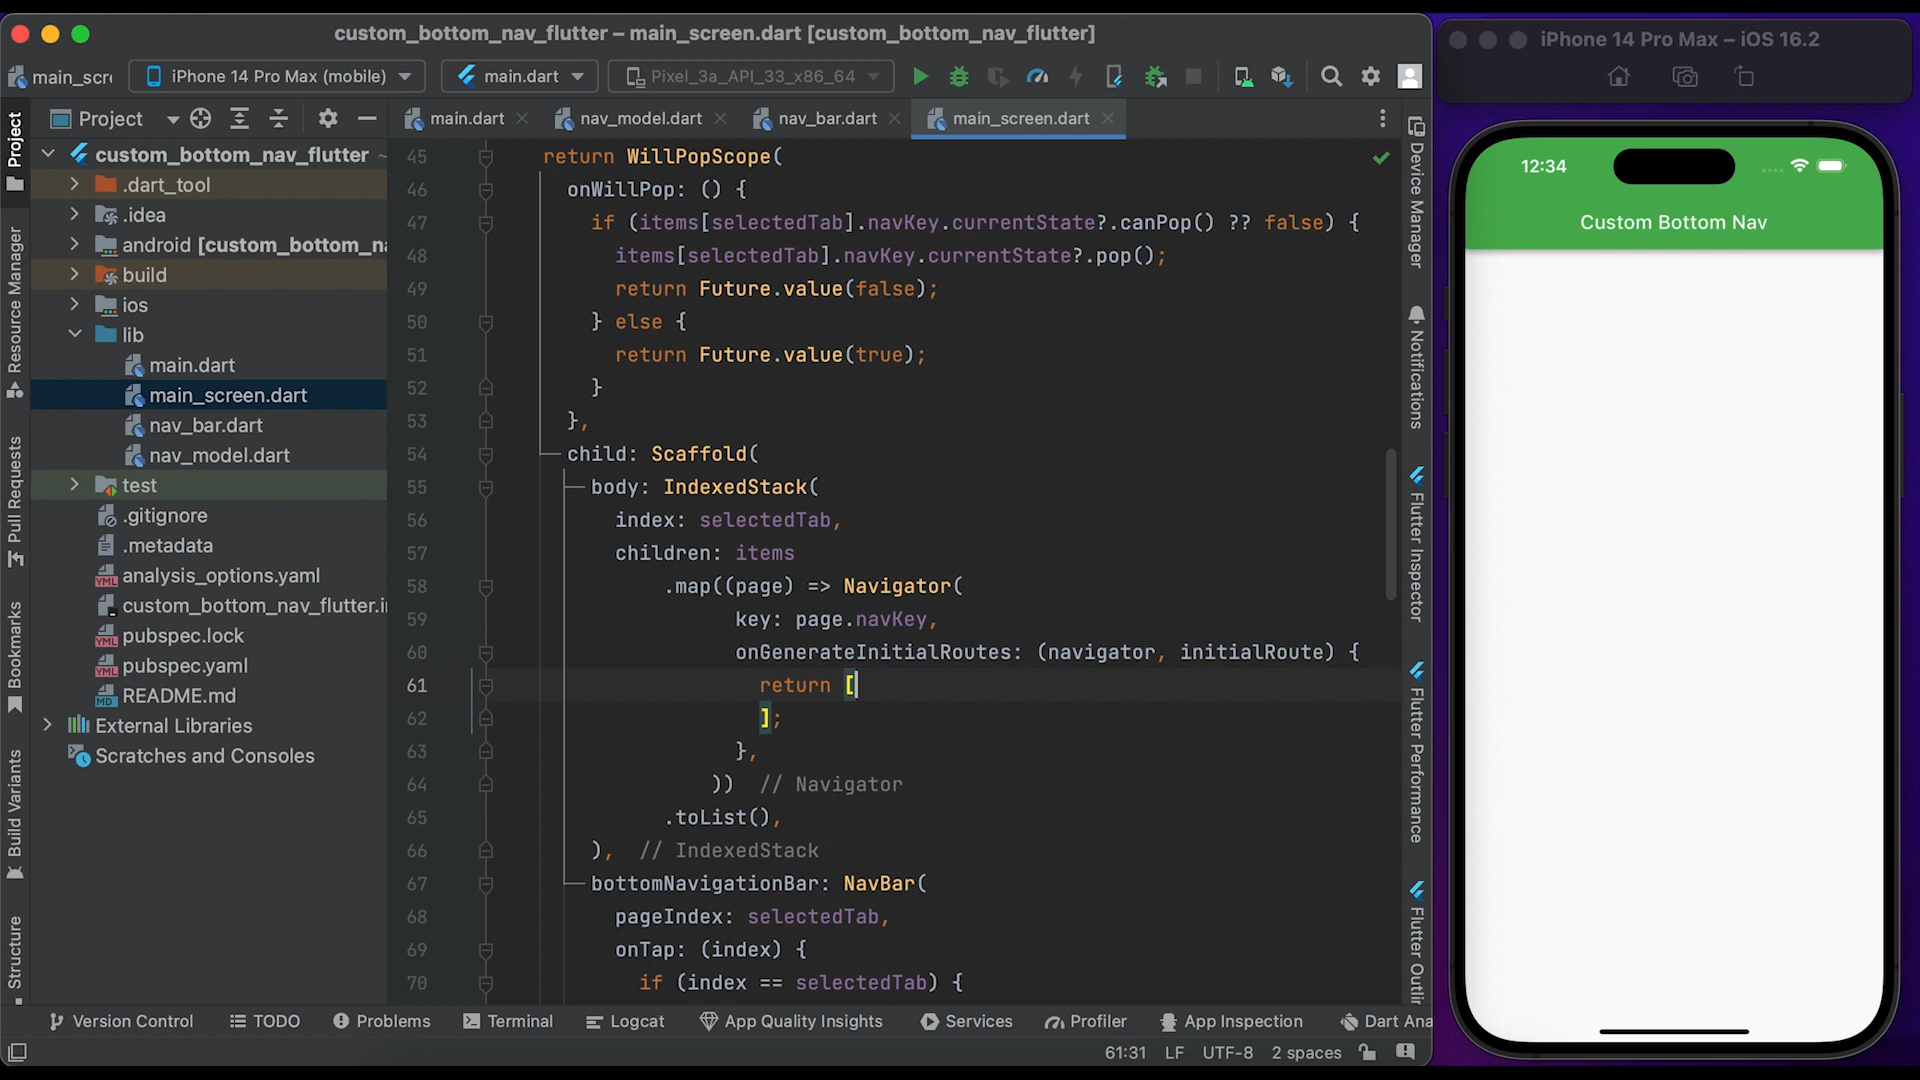 custom_bottom_nav_flutter – main_screen.dart [custom_bottom_nav_flutter]
main_scr
iPhone 14 Pro Max (mobile)
main.dart
Pixel_3a_API_33_x86_64
Project
main.dart
nav_model.dart
nav_bar.dart
main_screen.dart
Project
Resource Manager
Pull Requests
Bookmarks
Build Variants
Structure
custom_bottom_nav_flutter ~
.dart_tool
.idea
android [custom_bottom_na
build
ios
lib
main.dart
main_screen.dart
nav_bar.dart
nav_model.dart
test
.gitignore
.metadata
analysis_options.yaml
custom_bottom_nav_flutter.i
pubspec.lock
pubspec.yaml
README.md
External Libraries
Scratches and Consoles
45 return WillPopScope(
46 onWillPop: () {
47 if (items[selectedTab].navKey.currentState?.canPop() ?? false) {
48 items[selectedTab].navKey.currentState?.pop();
49 return Future.value(false);
50 } else {
51 return Future.value(true);
52 }
53 },
54 child: Scaffold(
55 body: IndexedStack(
56 index: selectedTab,
57 children: items
58 .map((page) => Navigator(
59 key: page.navKey,
60 onGenerateInitialRoutes: (navigator, initialRoute) {
61 return [
62 ];
63 },
64 )) // Navigator
65 .toList(),
66 ), // IndexedStack
67 bottomNavigationBar: NavBar(
68 pageIndex: selectedTab,
69 onTap: (index) {
70 if (index == selectedTab) {
Device Manager
Notifications
Flutter Inspector
Flutter Performance
Flutter Outlin
Version Control
TODO
Problems
Terminal
Logcat
App Quality Insights
Services
Profiler
App Inspection
Dart Ana
61:31
LF
UTF-8
2 spaces
iPhone 14 Pro Max – iOS 16.2
12:34
Custom Bottom Nav